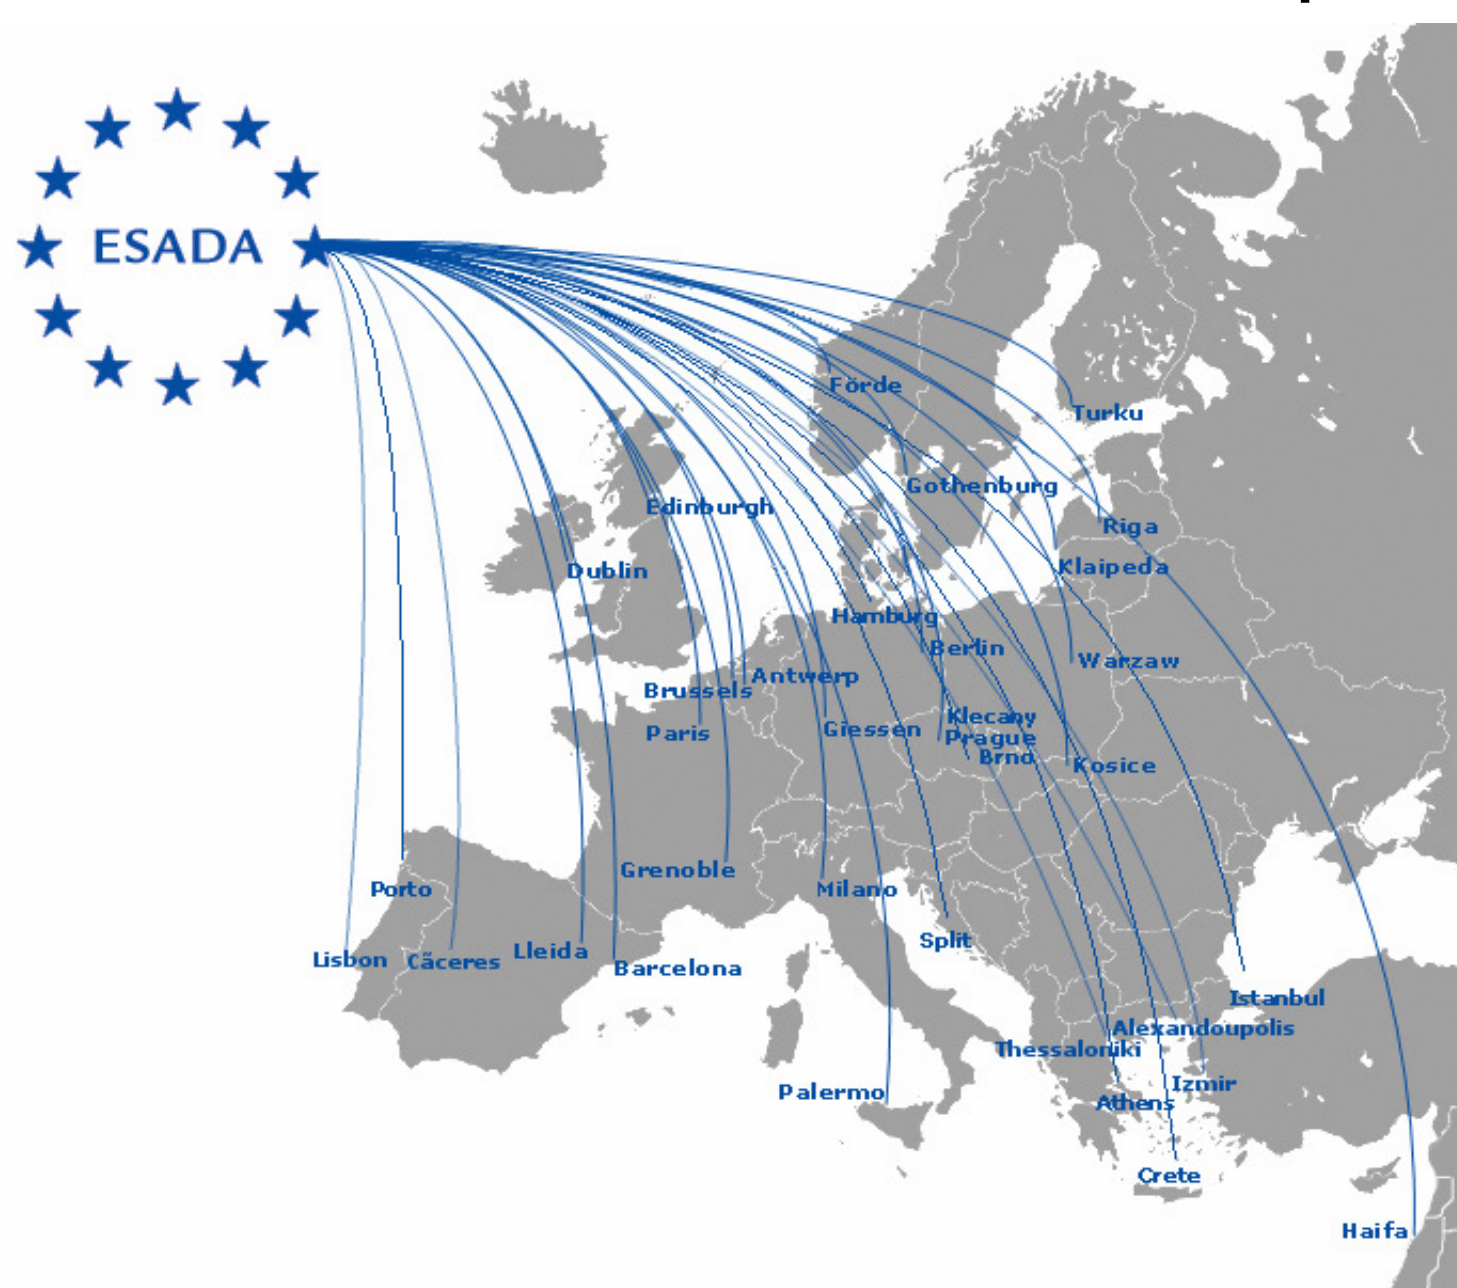 ESADA
Förde
Turku
Gothenburg
Edinburgh
Riga
Dublin
Klaipeda
Hamburg
Berlin
Warzaw
Antwerp
Brussels
Klecany
Paris
Giessen
Prague
Brno
Kosice
Grenoble
Porto
Milano
Split
Lleida
Lisbon
Cãceres
Barcelona
Istanbul
Alexandoupolis
Thessaloniki
Izmir
Palermo
Athens
Crete
Haifa